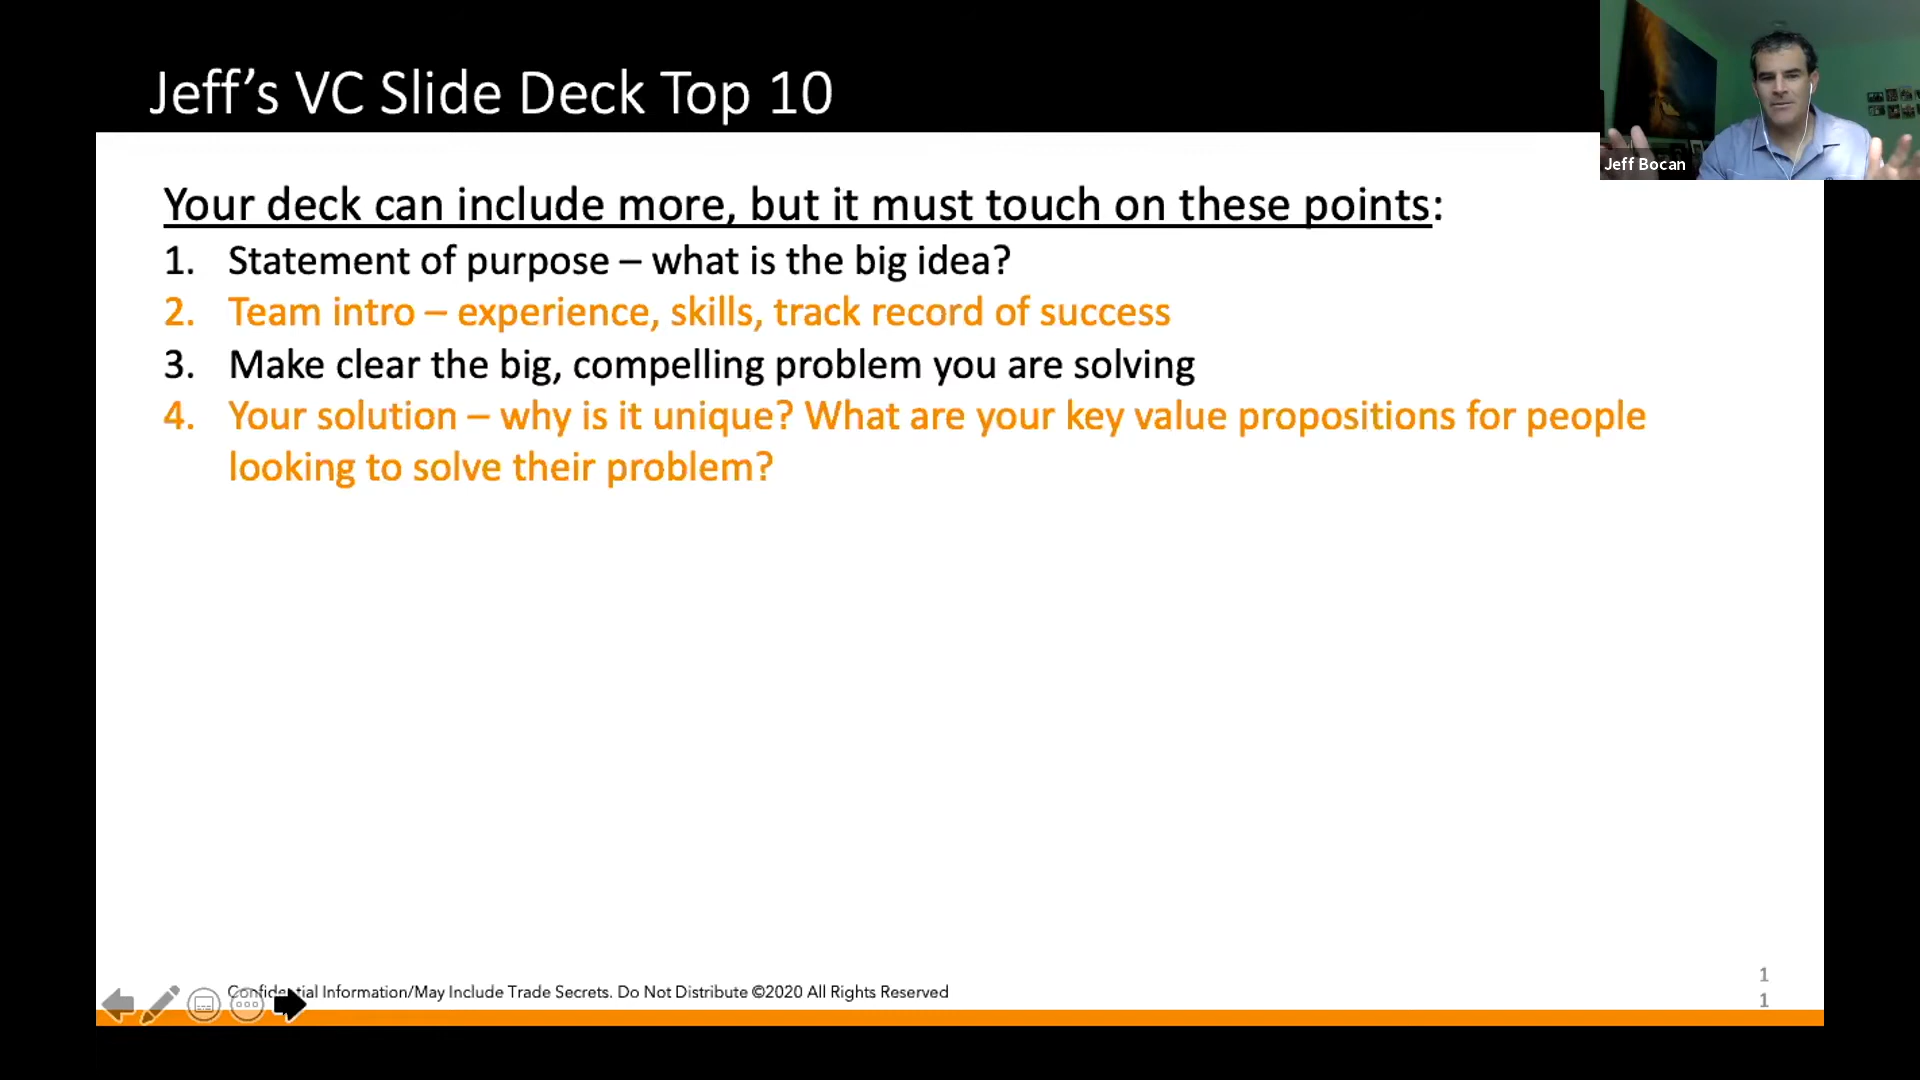 Jeff’s VC Slide Deck Top 10
Jeff Bocan
Your deck can include more, but it must touch on these points:
1. Statement of purpose – what is the big idea?
2. Team intro – experience, skills, track record of success
3. Make clear the big, compelling problem you are solving
4. Your solution – why is it unique? What are your key value propositions for people
looking to solve their problem?
Confidential Information/May Include Trade Secrets. Do Not Distribute ©2020 All Rights Reserved
1
1